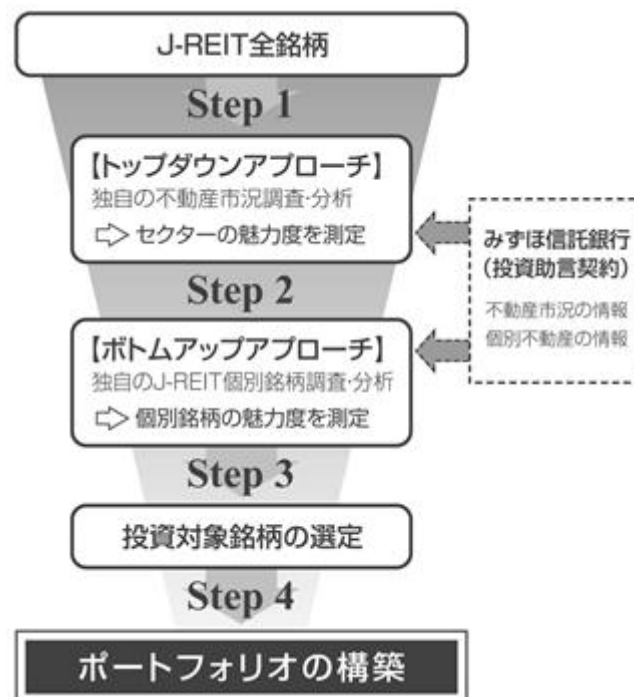 J-REIT全銘柄
Step 1
【トップダウンアプローチ】
独自の不動産市況調査・分析
⇨ セクターの魅力度を測定
みずほ信託銀行
(投資助言契約)
不動産市況の情報
個別不動産の情報
Step 2
【ボトムアップアプローチ】
独自のJ-REIT個別銘柄調査・分析
⇨ 個別銘柄の魅力度を測定
Step 3
投資対象銘柄の選定
Step 4
ポートフォリオの構築